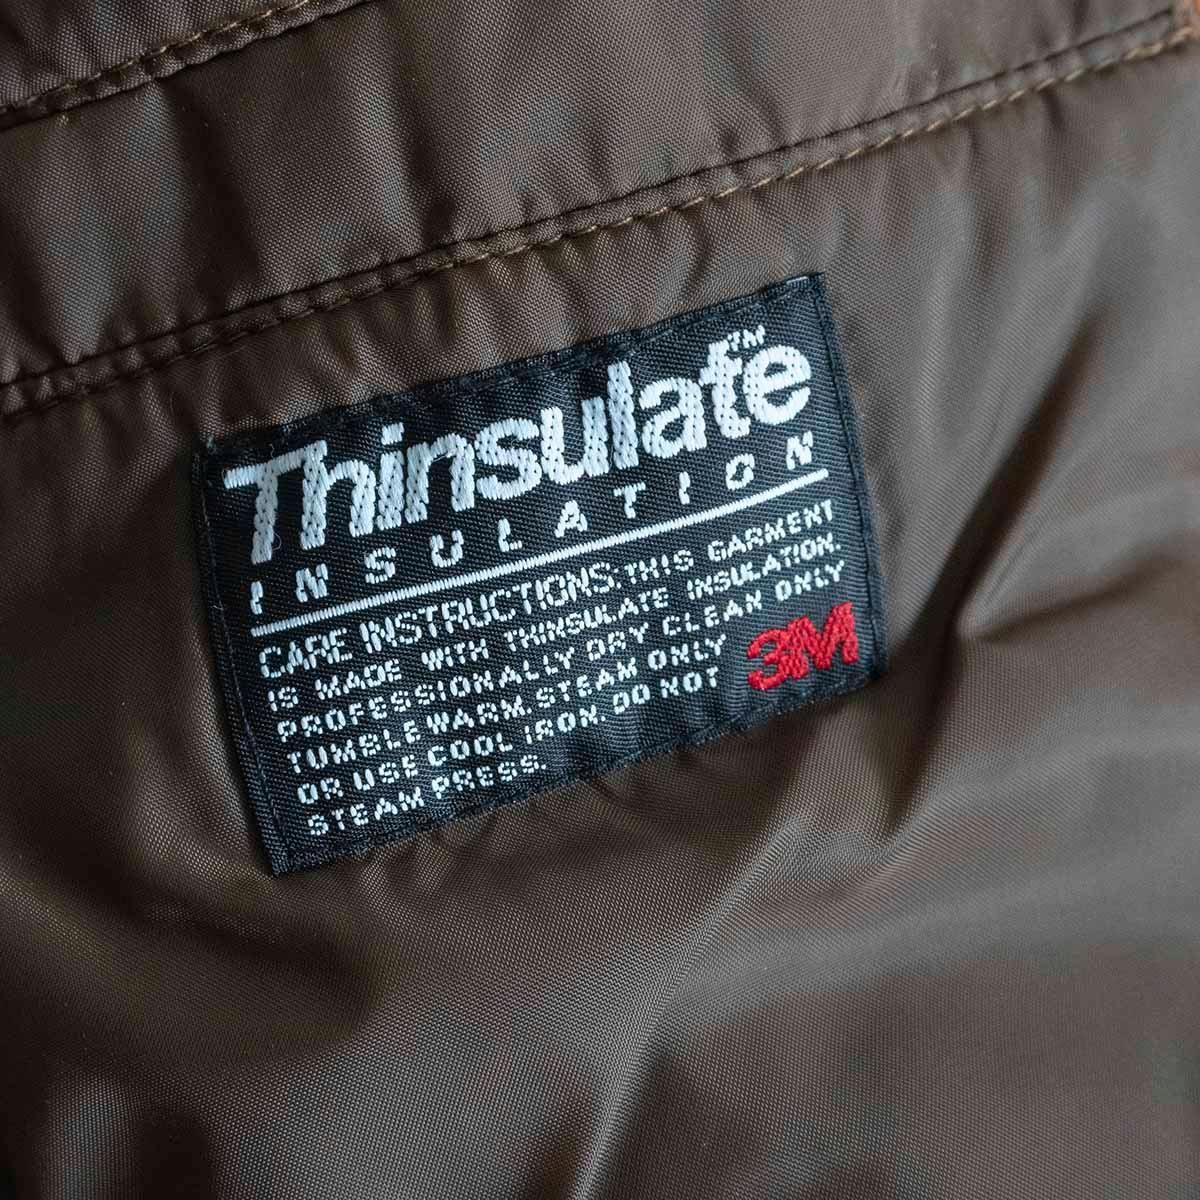 Thinsulate™
INSULATION
CARE INSTRUCTIONS: THIS GARMENT
IS MADE WITH THINSULATE INSULATION.
PROFESSIONALLY DRY CLEAN ONLY
TUMBLE WARM, STEAM ONLY
OR USE COOL IRON. DO NOT
STEAM PRESS.
3M